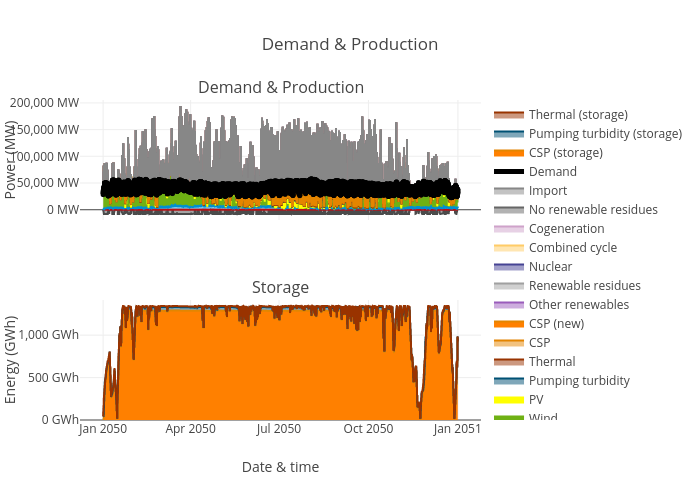 Demand & Production
Demand & Production
Power (MW)
200,000 MW
150,000 MW
100,000 MW
50,000 MW
0 MW
Storage
Energy (GWh)
1,000 GWh
500 GWh
0 GWh
Jan 2050
Apr 2050
Jul 2050
Oct 2050
Jan 2051
Date & time
Thermal (storage)
Pumping turbidity (storage)
CSP (storage)
Demand
Import
No renewable residues
Cogeneration
Combined cycle
Nuclear
Renewable residues
Other renewables
CSP (new)
CSP
Thermal
Pumping turbidity
PV
Wind